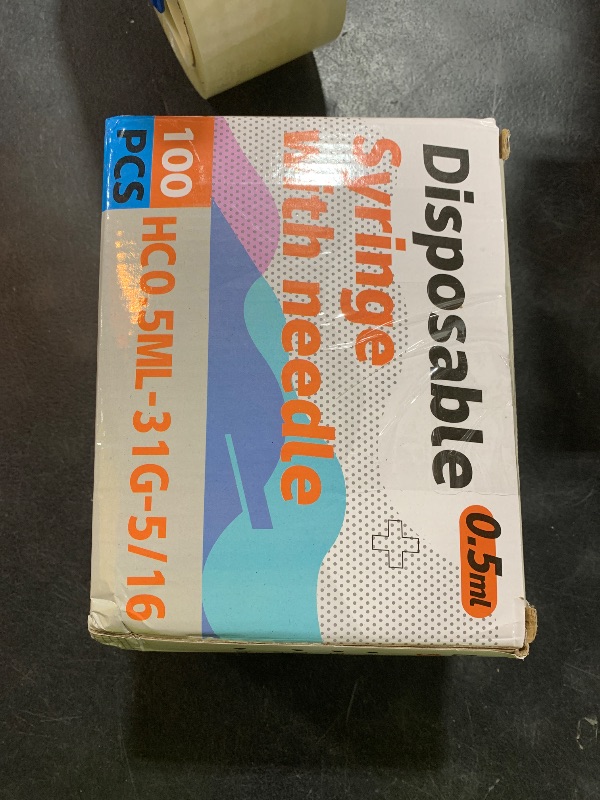 Disposable
0.5ml
Syringe
With needle
100
PCS
HC0.5ML-31G-5/16